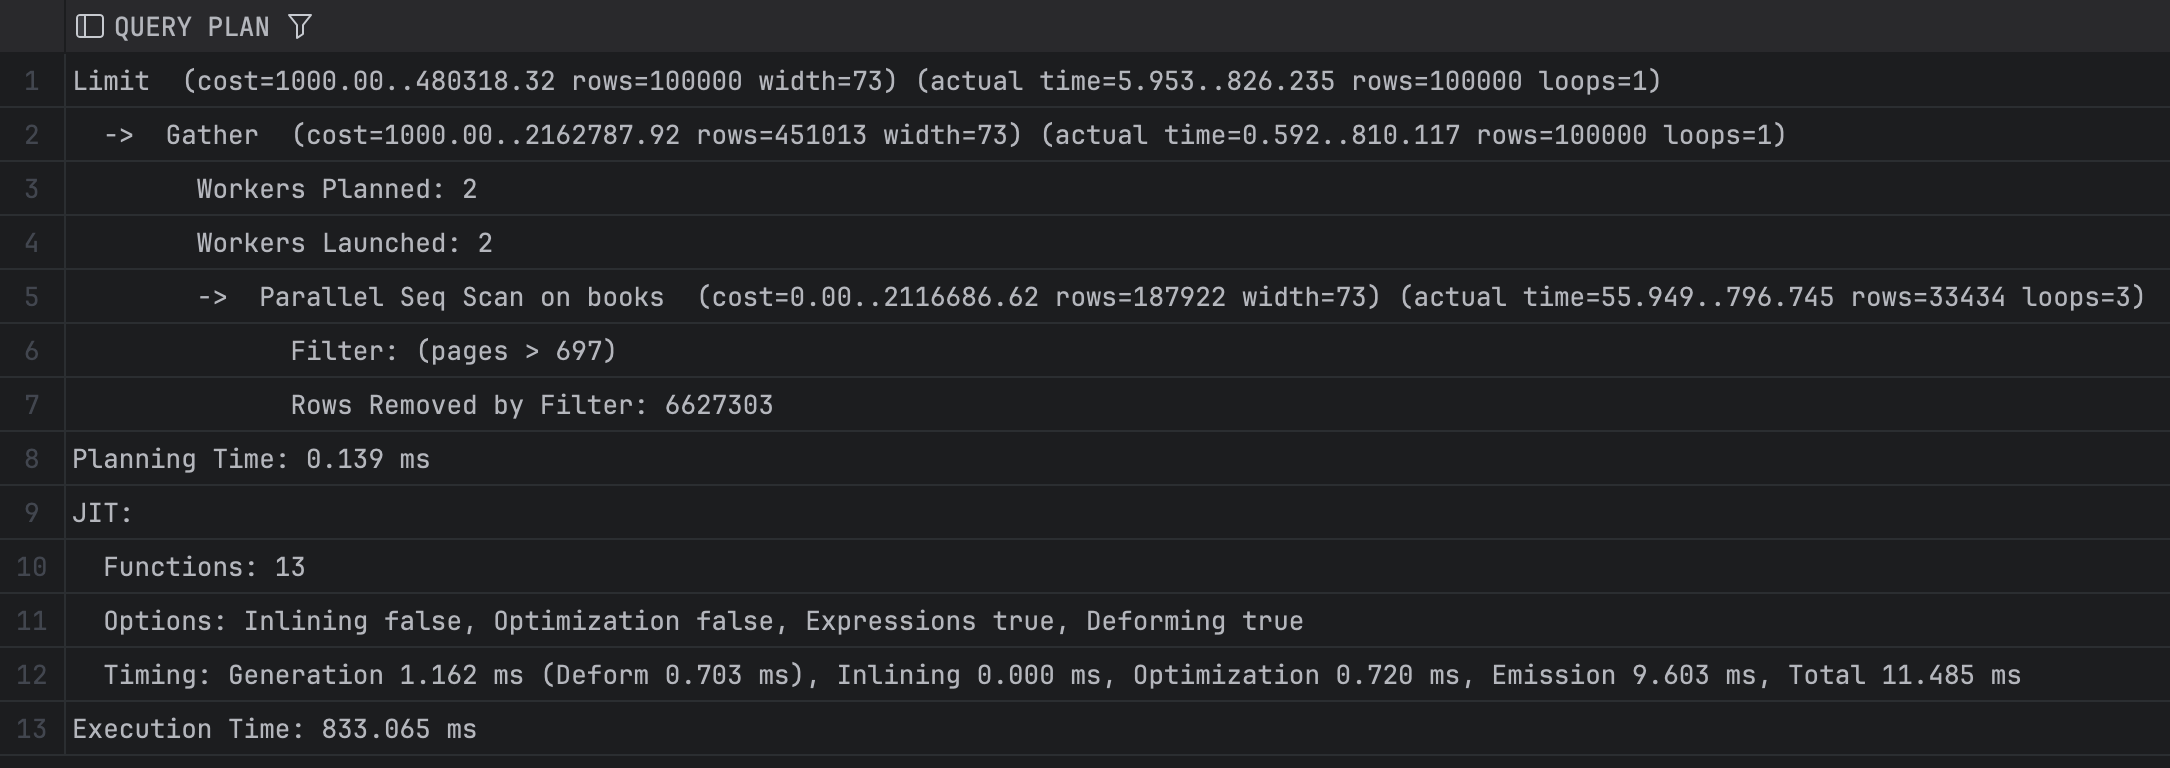 QUERY PLAN
1 Limit  (cost=1000.00..480318.32 rows=100000 width=73) (actual time=5.953..826.235 rows=100000 loops=1)
2   ->  Gather  (cost=1000.00..2162787.92 rows=451013 width=73) (actual time=0.592..810.117 rows=100000 loops=1)
3         Workers Planned: 2
4         Workers Launched: 2
5         ->  Parallel Seq Scan on books  (cost=0.00..2116686.62 rows=187922 width=73) (actual time=55.949..796.745 rows=33434 loops=3)
6               Filter: (pages > 697)
7               Rows Removed by Filter: 6627303
8 Planning Time: 0.139 ms
9 JIT:
10   Functions: 13
11   Options: Inlining false, Optimization false, Expressions true, Deforming true
12   Timing: Generation 1.162 ms (Deform 0.703 ms), Inlining 0.000 ms, Optimization 0.720 ms, Emission 9.603 ms, Total 11.485 ms
13 Execution Time: 833.065 ms